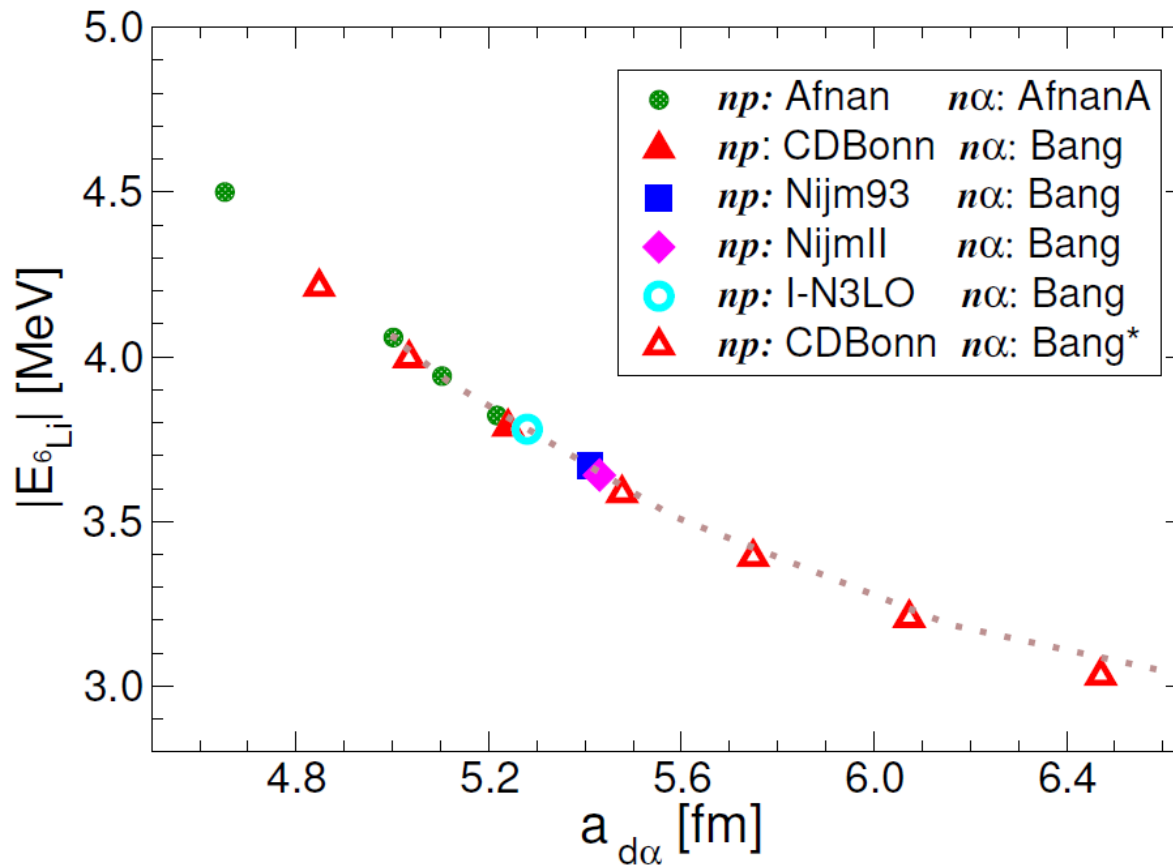 5.0
4.5
4.0
3.5
3.0
|E⁶Li| [MeV]
np: Afnan nα: AfnanA
np: CDBonn nα: Bang
np: Nijm93 nα: Bang
np: NijmII nα: Bang
np: I-N3LO nα: Bang
np: CDBonn nα: Bang*
4.8 5.2 5.6 6.0 6.4
a dα [fm]